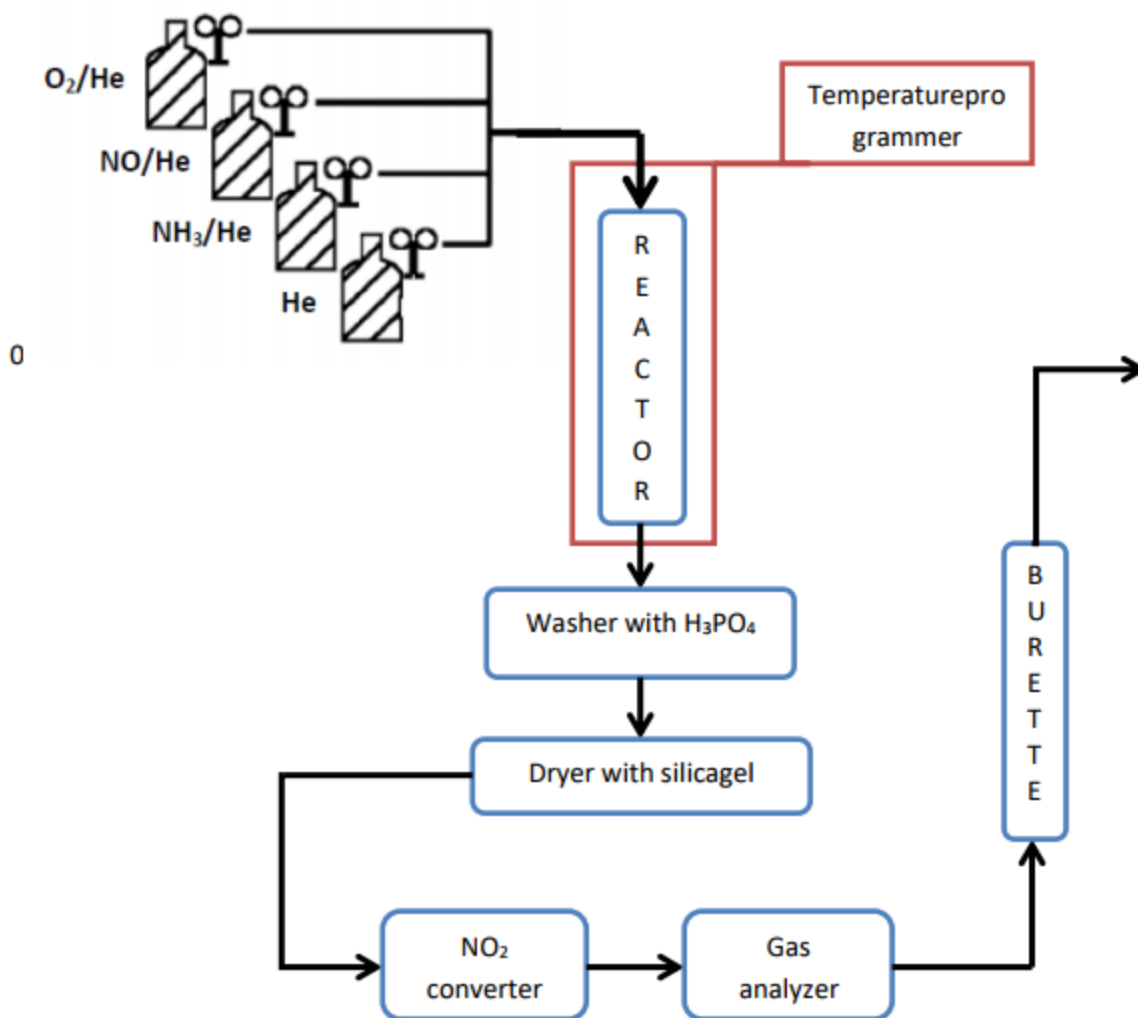 O₂/He
NO/He
NH₃/He
He
0
Temperaturepro
grammer
R
E
A
C
T
O
R
Washer with H₃PO₄
Dryer with silicagel
NO₂
converter
Gas
analyzer
B
U
R
E
T
T
E